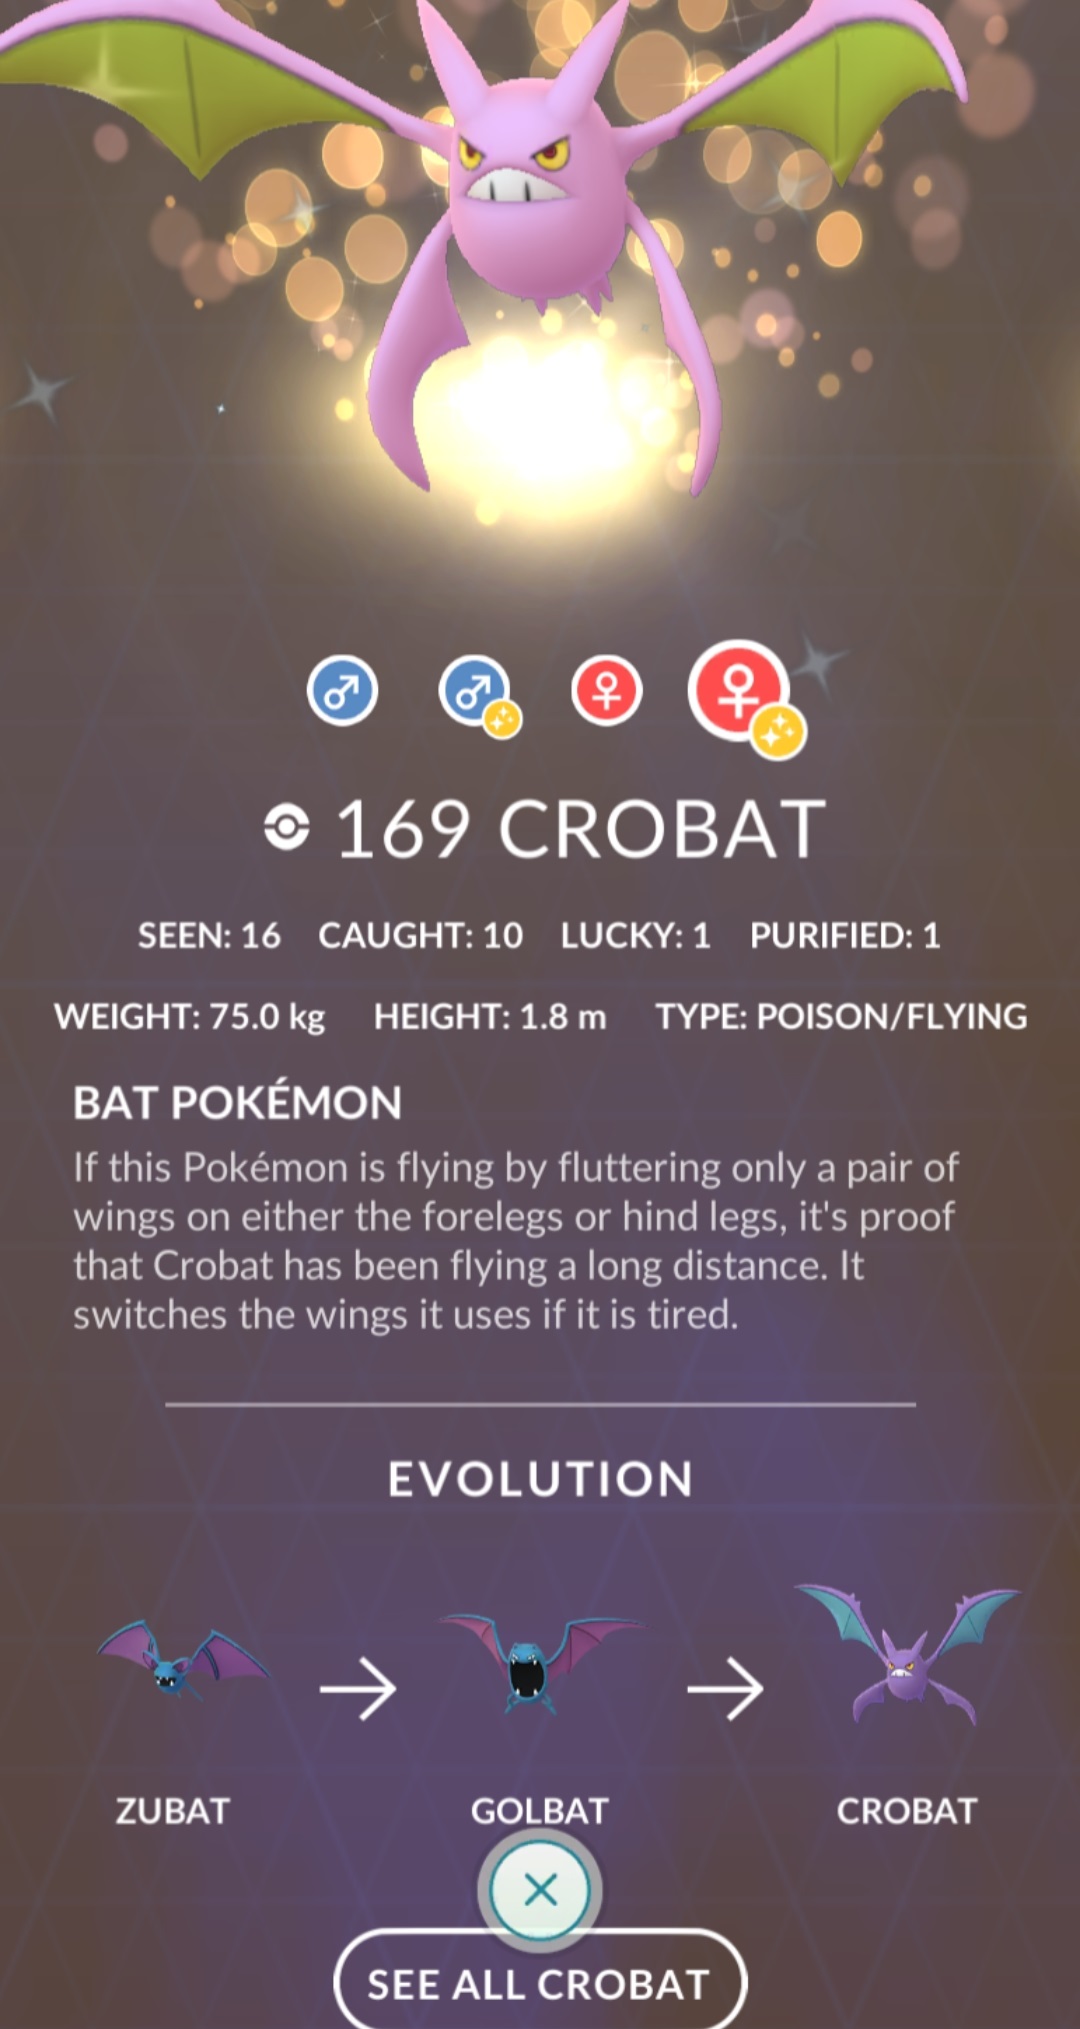 169 CROBAT
SEEN: 16 CAUGHT: 10 LUCKY: 1 PURIFIED: 1
WEIGHT: 75.0 kg HEIGHT: 1.8 m TYPE: POISON/FLYING
BAT POKÉMON
If this Pokémon is flying by fluttering only a pair of
wings on either the forelegs or hind legs, it's proof
that Crobat has been flying a long distance. It
switches the wings it uses if it is tired.
EVOLUTION
ZUBAT GOLBAT CROBAT
SEE ALL CROBAT